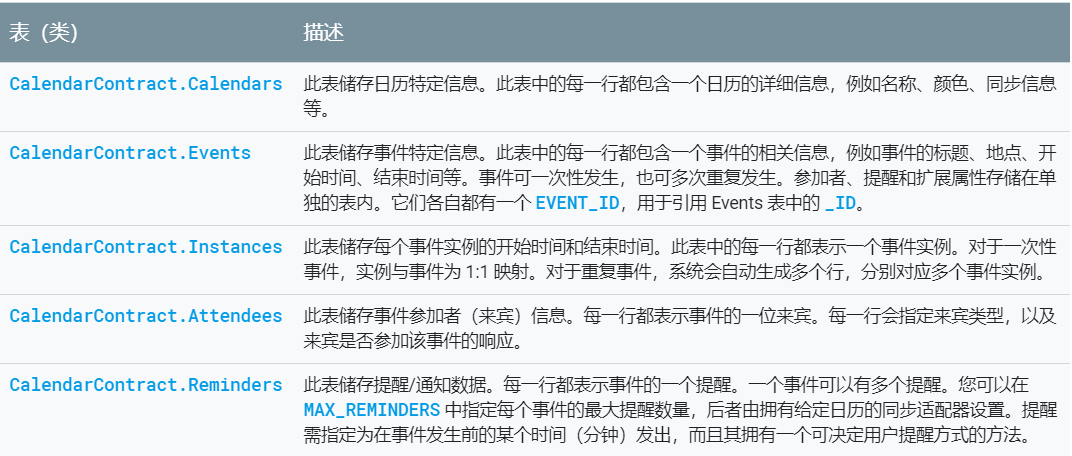 表（类） 描述
CalendarContract.Calendars 此表储存日历特定信息。此表中的每一行都包含一个日历的详细信息，例如名称、颜色、同步信息
等。
CalendarContract.Events 此表储存事件特定信息。此表中的每一行都包含一个事件的相关信息，例如事件的标题、地点、开
始时间、结束时间等。事件可一次性发生，也可多次重复发生。参加者、提醒和扩展属性存储在单
独的表内。它们各自都有一个 EVENT_ID，用于引用 Events 表中的 _ID。
CalendarContract.Instances 此表储存每个事件实例的开始时间和结束时间。此表中的每一行都表示一个事件实例。对于一次性
事件，实例与事件为 1:1 映射。对于重复事件，系统会自动生成多个行，分别对应多个事件实例。
CalendarContract.Attendees 此表储存事件参加者（来宾）信息。每一行都表示事件的一位来宾。每一行会指定来宾类型，以及
来宾是否参加该事件的响应。
CalendarContract.Reminders 此表储存提醒/通知数据。每一行都表示事件的一个提醒。一个事件可以有多个提醒。您可以在
MAX_REMINDERS 中指定每个事件的最大提醒数量，后者由拥有给定日历的同步适配器设置。提醒
需指定为在事件发生前的某个时间（分钟）发出，而且其拥有一个可决定用户提醒方式的方法。